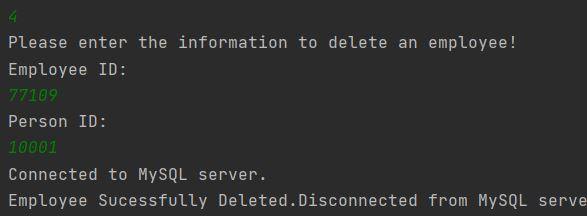 4
Please enter the information to delete an employee!
Employee ID:
77109
Person ID:
10001
Connected to MySQL server.
Employee Sucessfully Deleted.Disconnected from MySQL serve